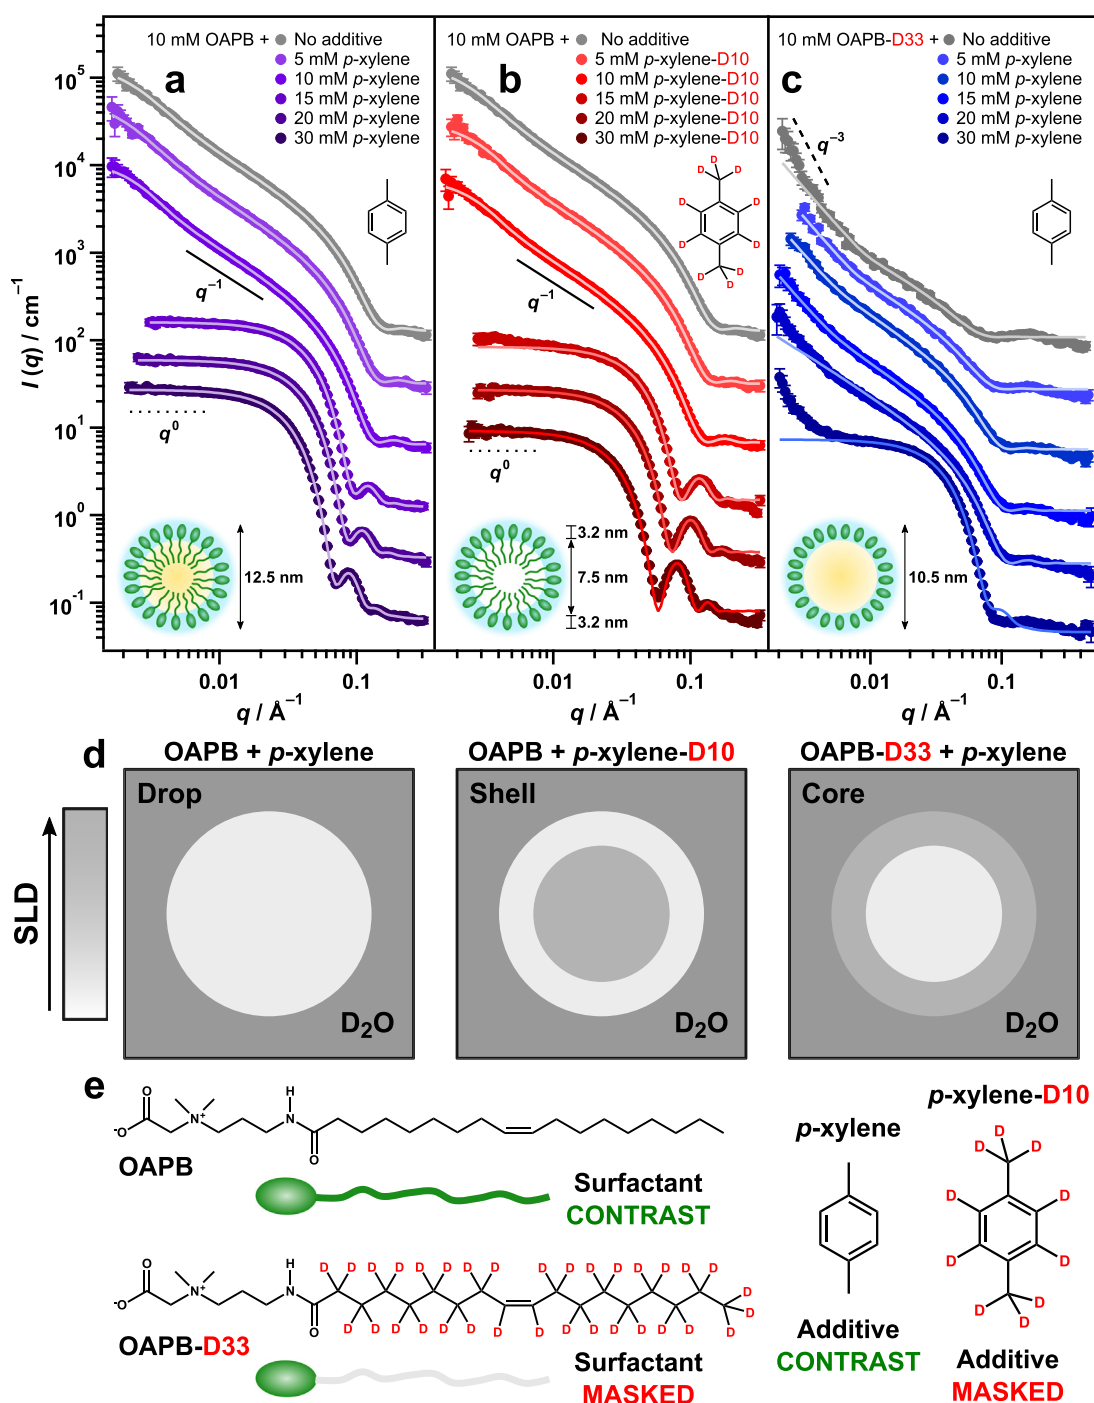 10 mM OAPB + No additive
5 mM p-xylene
10 mM p-xylene
15 mM p-xylene
20 mM p-xylene
30 mM p-xylene
a
10 mM OAPB + No additive
5 mM p-xylene-D10
10 mM p-xylene-D10
15 mM p-xylene-D10
20 mM p-xylene-D10
30 mM p-xylene-D10
b
10 mM OAPB-D33 + No additive
5 mM p-xylene
10 mM p-xylene
15 mM p-xylene
20 mM p-xylene
30 mM p-xylene
c
I (q) / cm⁻¹
10⁵
10⁴
10³
10²
10¹
10⁰
10⁻¹
q⁻¹
q⁰
12.5 nm
0.01 0.1
q / Å⁻¹
D D D
D D
D D
D D D
q⁻¹
q⁰
3.2 nm
7.5 nm
3.2 nm
0.01 0.1
q / Å⁻¹
q⁻³
10.5 nm
0.01 0.1
q / Å⁻¹
d
SLD
OAPB + p-xylene
Drop
D₂O
OAPB + p-xylene-D10
Shell
D₂O
OAPB-D33 + p-xylene
Core
D₂O
e
O H
⁻O N⁺ N
O
OAPB
Surfactant
CONTRAST
O H D D D D D D D D D D D D D D D
⁻O N⁺ N D
O D D D D D D D D D D D D D D D D D
OAPB-D33
Surfactant
MASKED
p-xylene
Additive
CONTRAST
p-xylene-D10
D D D
D D
D D
D D D
Additive
MASKED